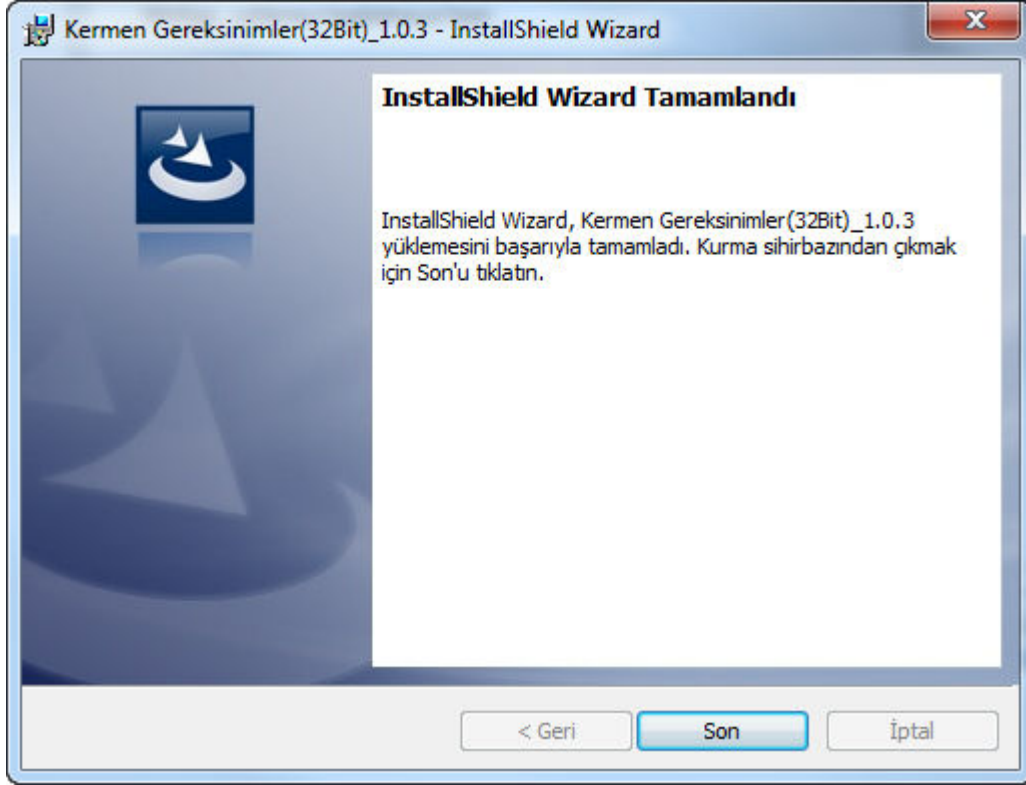 Kermen Gereksinimler(32Bit)_1.0.3 - InstallShield Wizard
InstallShield Wizard Tamamlandı
InstallShield Wizard, Kermen Gereksinimler(32Bit)_1.0.3
yüklemesini başarıyla tamamladı. Kurma sihirbazından çıkmak
için Son'u tıklatın.
< Geri
Son
İptal